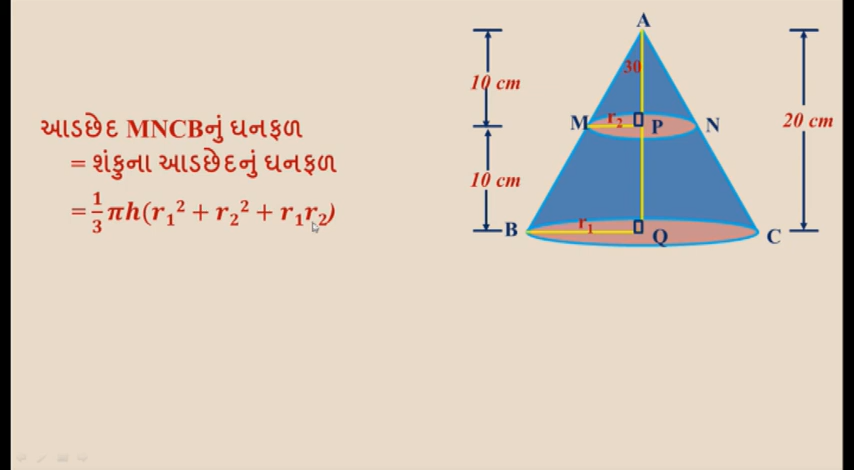 આડછેદ MNCBનું ઘનફળ
= શંકુના આડછેદનું ઘનફળ
= 1/3 πh(r₁² + r₂² + r₁r₂)
A
30
10 cm
M
r₂
P
N
20 cm
10 cm
B
r₁
Q
C